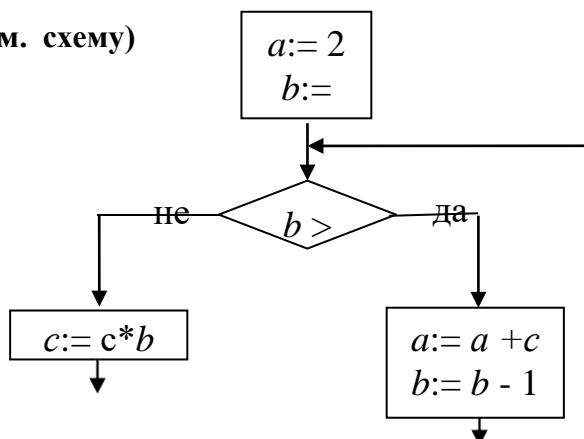 м. схему)
a:= 2
b:=
не
b >
да
c:= c*b
a:= a +c
b:= b - 1